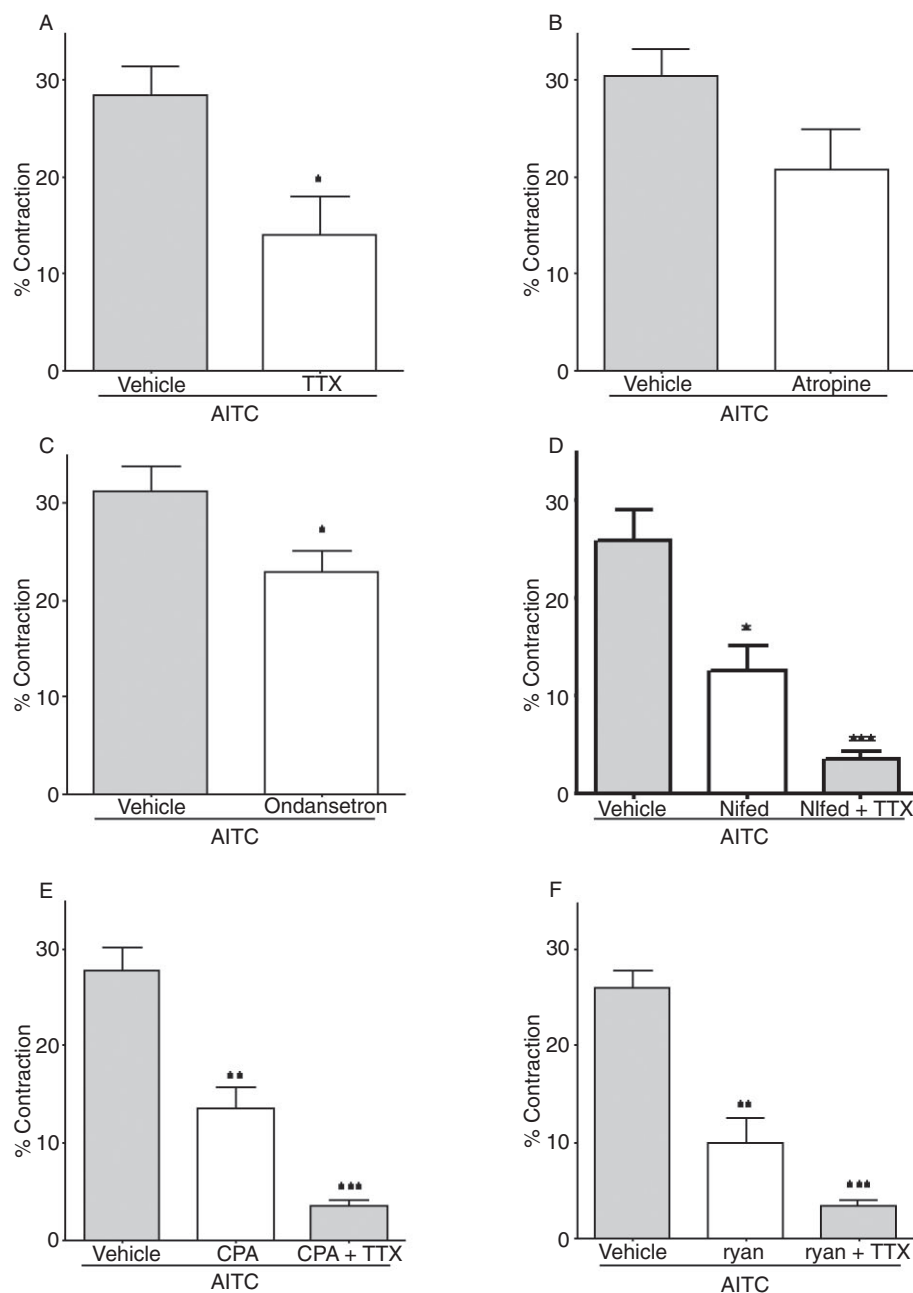 A
30
20
10
0
% Contraction
*
Vehicle TTX
AITC
B
30
20
10
0
% Contraction
Vehicle Atropine
AITC
C
30
20
10
0
% Contraction
*
Vehicle Ondansetron
AITC
D
30
20
10
0
% Contraction
*
***
Vehicle Nifed NIfed + TTX
AITC
E
30
20
10
0
% Contraction
**
***
Vehicle CPA CPA + TTX
AITC
F
30
20
10
0
% Contraction
**
***
Vehicle ryan ryan + TTX
AITC